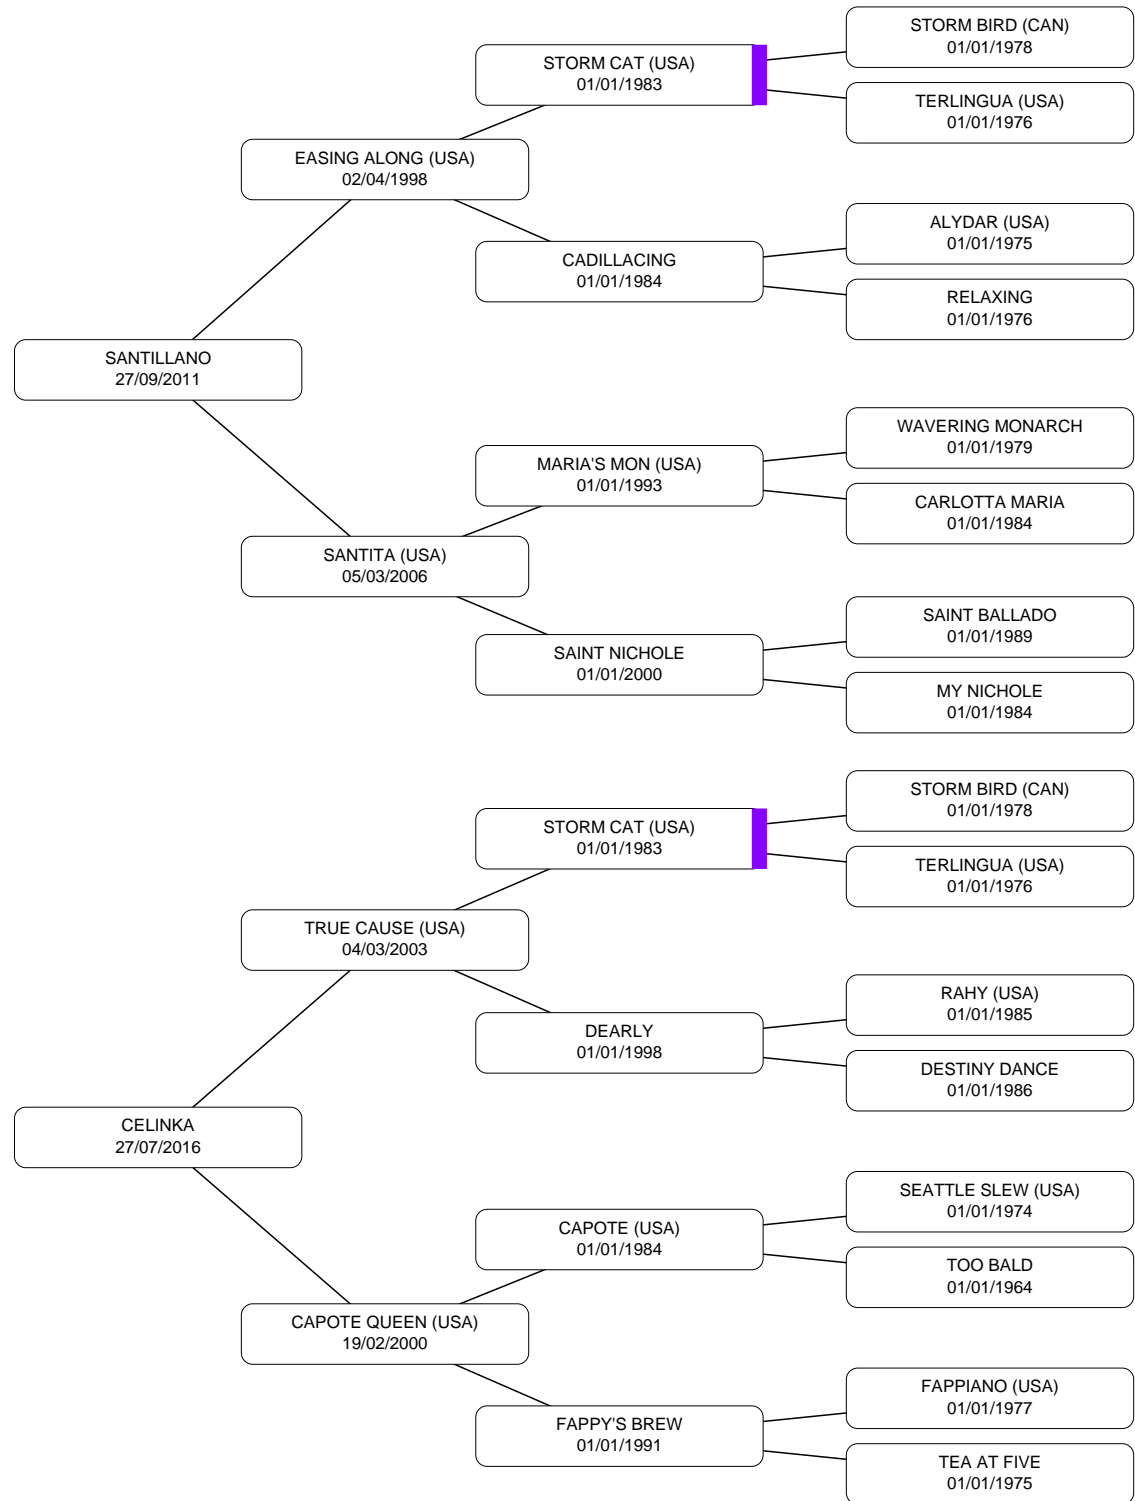 STORM BIRD (CAN)
01/01/1978
STORM CAT (USA)
01/01/1983
TERLINGUA (USA)
01/01/1976
EASING ALONG (USA)
02/04/1998
ALYDAR (USA)
01/01/1975
CADILLACING
01/01/1984
RELAXING
01/01/1976
SANTILLANO
27/09/2011
WAVERING MONARCH
01/01/1979
MARIA'S MON (USA)
01/01/1993
CARLOTTA MARIA
01/01/1984
SANTITA (USA)
05/03/2006
SAINT BALLADO
01/01/1989
SAINT NICHOLE
01/01/2000
MY NICHOLE
01/01/1984
STORM BIRD (CAN)
01/01/1978
STORM CAT (USA)
01/01/1983
TERLINGUA (USA)
01/01/1976
TRUE CAUSE (USA)
04/03/2003
RAHY (USA)
01/01/1985
DEARLY
01/01/1998
DESTINY DANCE
01/01/1986
CELINKA
27/07/2016
SEATTLE SLEW (USA)
01/01/1974
CAPOTE (USA)
01/01/1984
TOO BALD
01/01/1964
CAPOTE QUEEN (USA)
19/02/2000
FAPPIANO (USA)
01/01/1977
FAPPY'S BREW
01/01/1991
TEA AT FIVE
01/01/1975